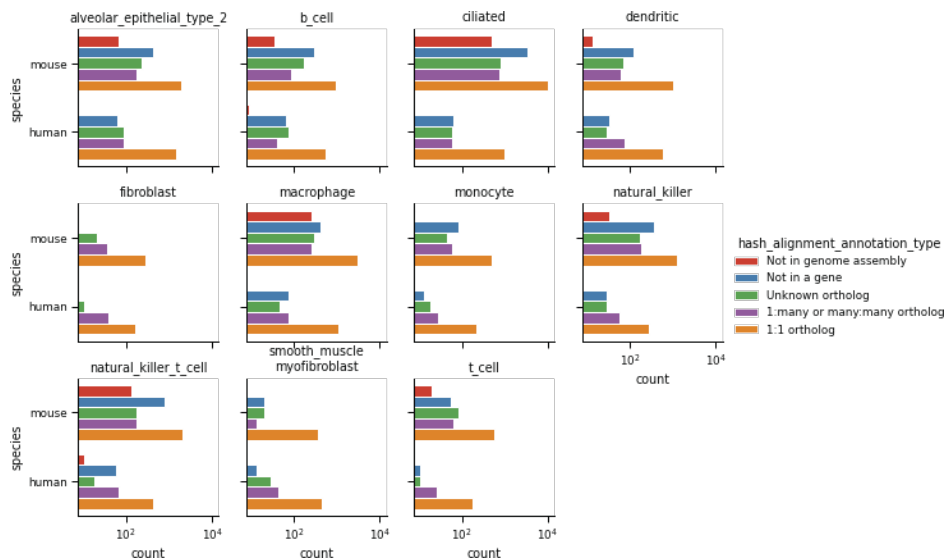 alveolar_epithelial_type_2
b_cell
ciliated
dendritic
species
mouse
human
fibroblast
macrophage
monocyte
natural_killer
species
mouse
human
10² 10⁴
count
hash_alignment_annotation_type
Not in genome assembly
Not in a gene
Unknown ortholog
1:many or many:many ortholog
1:1 ortholog
natural_killer_t_cell
smooth_muscle
myofibroblast
t_cell
species
mouse
human
10² 10⁴
count
10² 10⁴
count
10² 10⁴
count